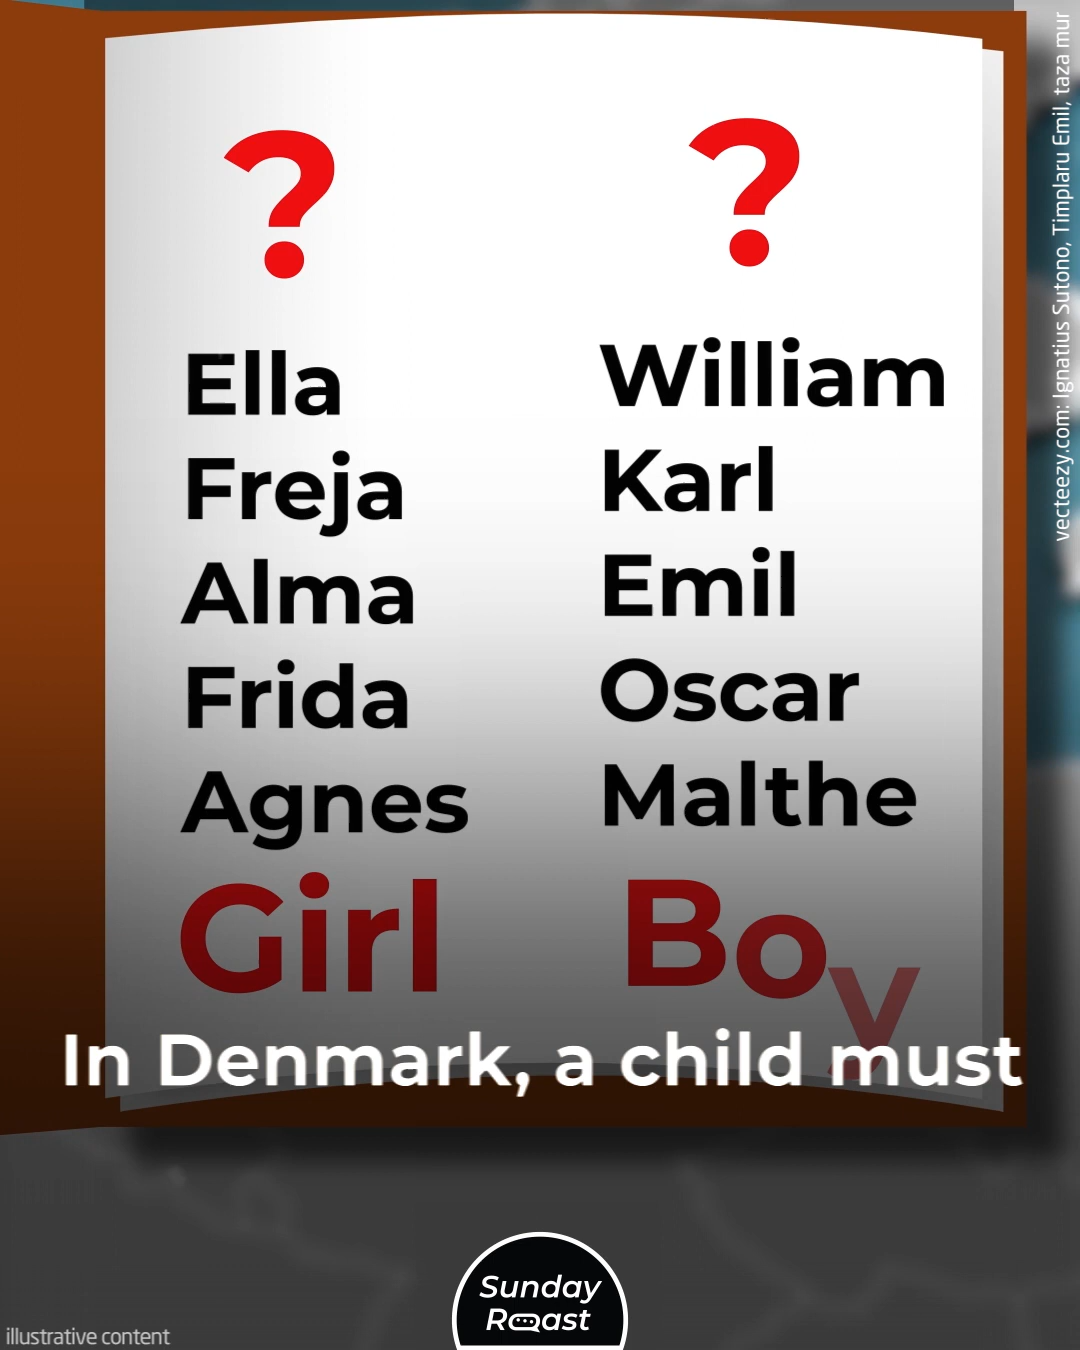 ? ?
Ella William
Freja Karl
Alma Emil
Frida Oscar
Agnes Malthe
Girl Boy
In Denmark, a child must
Sunday
Roast
illustrative content
vecteezy.com: Ignatius Sutono, Timplaru Emil, taza mur